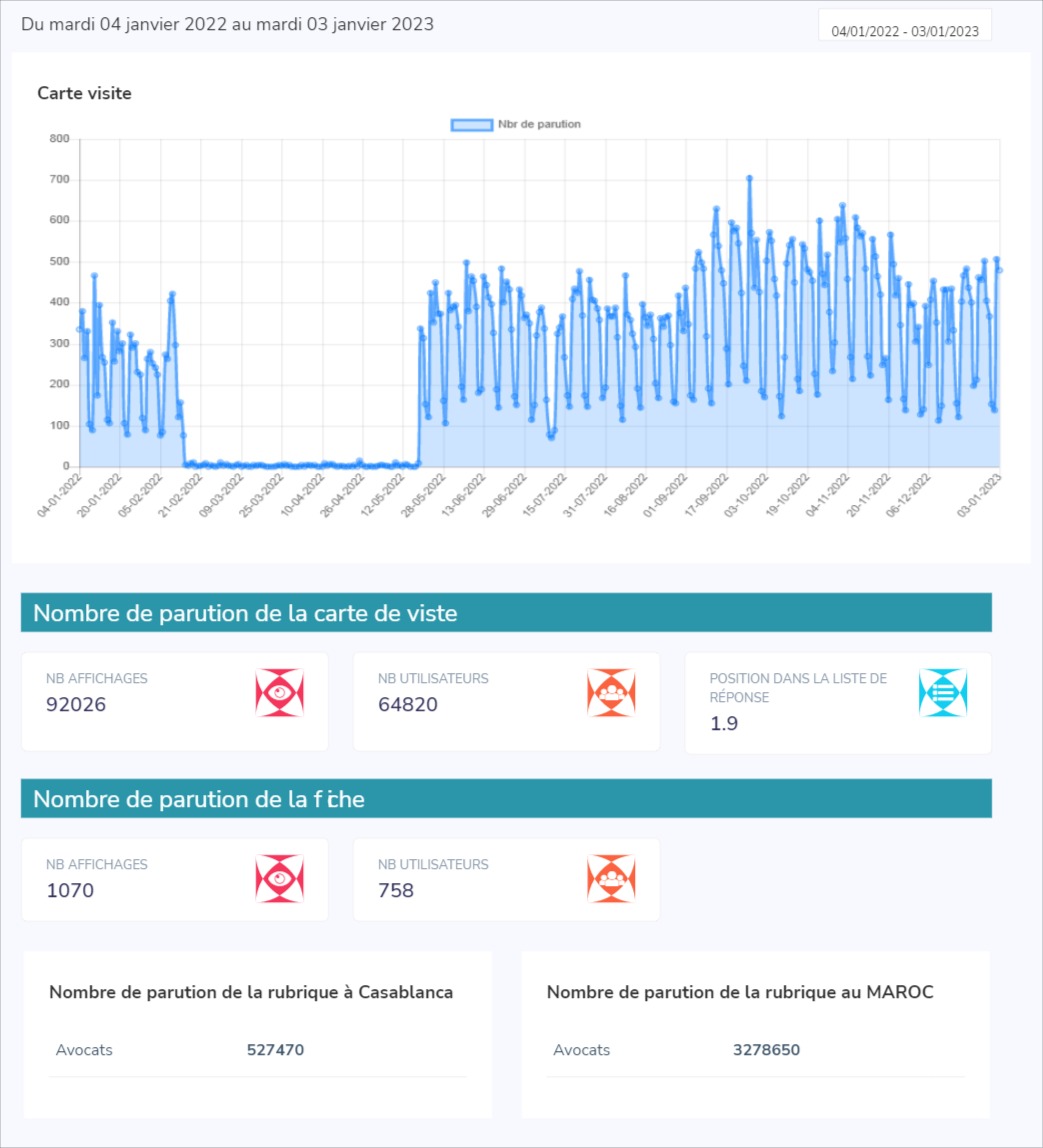 Du mardi 04 janvier 2022 au mardi 03 janvier 2023
04/01/2022 - 03/01/2023
Carte visite
Nbr de parution
800
700
600
500
400
300
200
100
0
04-01-2022
20-01-2022
05-02-2022
21-02-2022
09-03-2022
25-03-2022
10-04-2022
26-04-2022
12-05-2022
28-05-2022
13-06-2022
29-06-2022
15-07-2022
31-07-2022
16-08-2022
01-09-2022
17-09-2022
03-10-2022
19-10-2022
04-11-2022
20-11-2022
06-12-2022
03-01-2023
Nombre de parution de la carte de viste
NB AFFICHAGES
92026
NB UTILISATEURS
64820
POSITION DANS LA LISTE DE
RÉPONSE
1.9
Nombre de parution de la fiche
NB AFFICHAGES
1070
NB UTILISATEURS
758
Nombre de parution de la rubrique à Casablanca
Avocats 527470
Nombre de parution de la rubrique au MAROC
Avocats 3278650